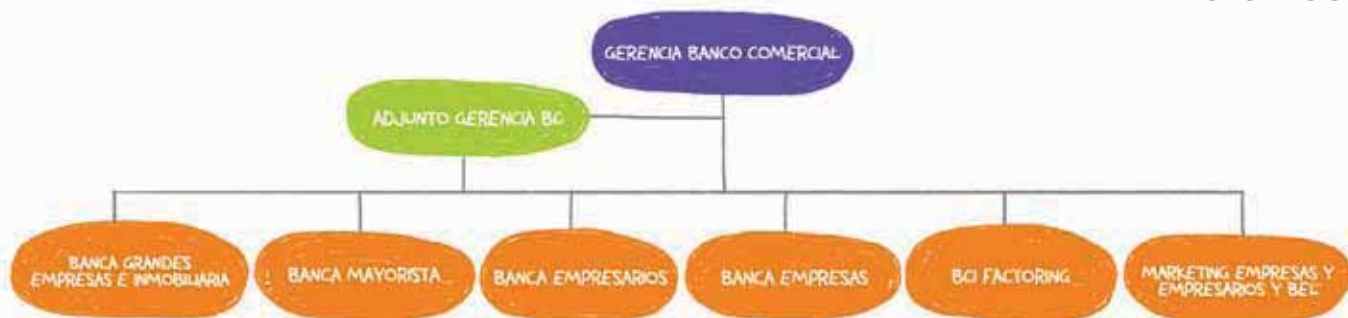 GERENCIA BANCO COMERCIAL
ADJUNTO GERENCIA BC
BANCA GRANDES
EMPRESAS E INMOBILIARIA
BANCA MAYORISTA
BANCA EMPRESARIOS
BANCA EMPRESAS
BCI FACTORING
MARKETING EMPRESAS Y
EMPRESARIOS Y BEL